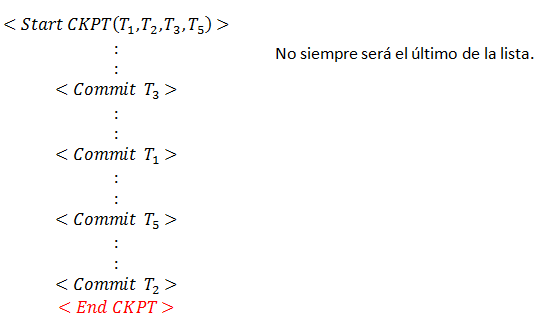 < Start CKPT(T₁,T₂,T₃,T₅) >
:
No siempre será el último de la lista.
:
< Commit T₃ >
:
:
< Commit T₁ >
:
:
< Commit T₅ >
:
:
< Commit T₂ >
< End CKPT >